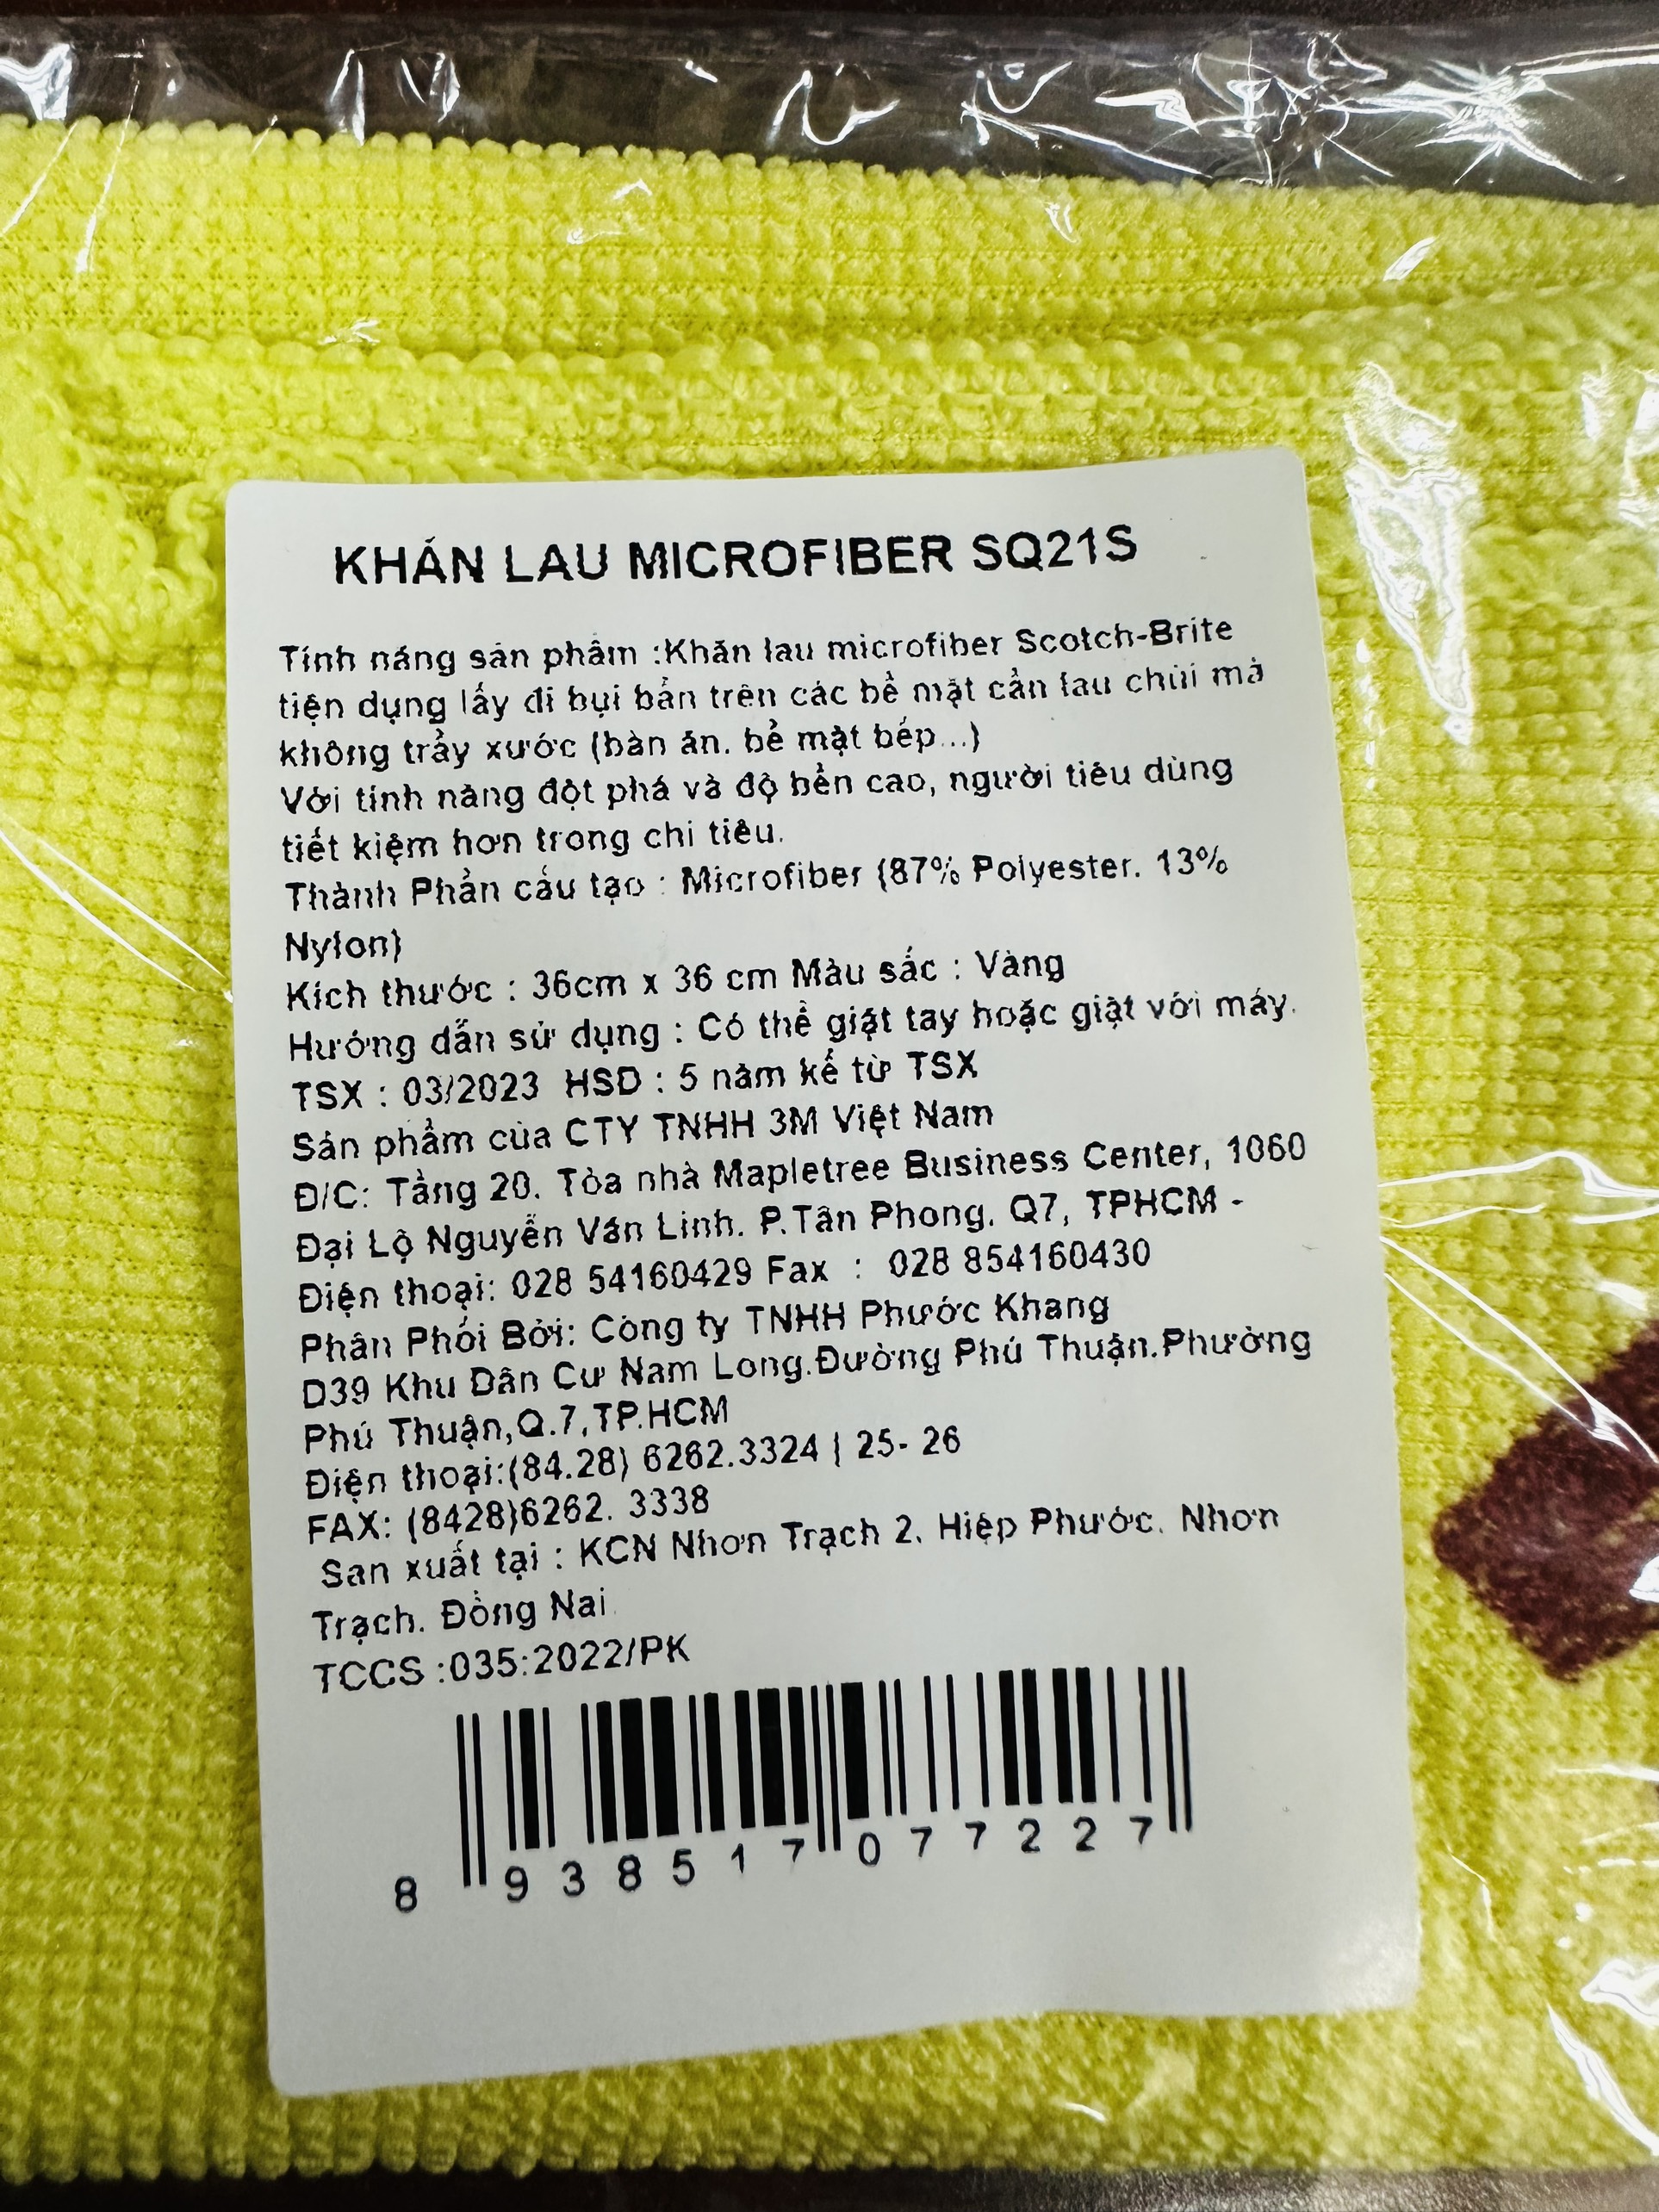 KHĂN LAU MICROFIBER SQ21S
Tính năng sản phẩm :Khăn lau microfiber Scotch-Brite
tiện dụng lấy đi bụi bẩn trên các bề mặt cần lau chùi mà
không trầy xước (bàn ăn. bề mặt bếp...)
Với tính năng đột phá và độ bền cao, người tiêu dùng
tiết kiệm hơn trong chi tiêu.
Thành Phần cấu tạo : Microfiber (87% Polyester. 13%
Nylon)
Kích thước : 36cm x 36 cm Màu sắc : Vàng
Hướng dẫn sử dụng : Có thể giặt tay hoặc giặt với máy.
TSX : 03/2023 HSD : 5 năm kể từ TSX
Sản phẩm của CTY TNHH 3M Việt Nam
Đ/C: Tầng 20. Tòa nhà Mapletree Business Center, 1060
Đại Lộ Nguyễn Văn Linh. P.Tân Phong. Q7, TPHCM -
Điện thoại: 028 54160429 Fax : 028 854160430
Phân Phối Bởi: Công ty TNHH Phước Khang
D39 Khu Dân Cư Nam Long.Đường Phú Thuận.Phường
Phú Thuận,Q.7,TP.HCM
Điện thoại:(84.28) 6262.3324 | 25- 26
FAX: (8428)6262. 3338
San xuất tại : KCN Nhơn Trạch 2. Hiệp Phước. Nhơn
Trạch. Đồng Nai
TCCS :035:2022/PK
8 938517 077227